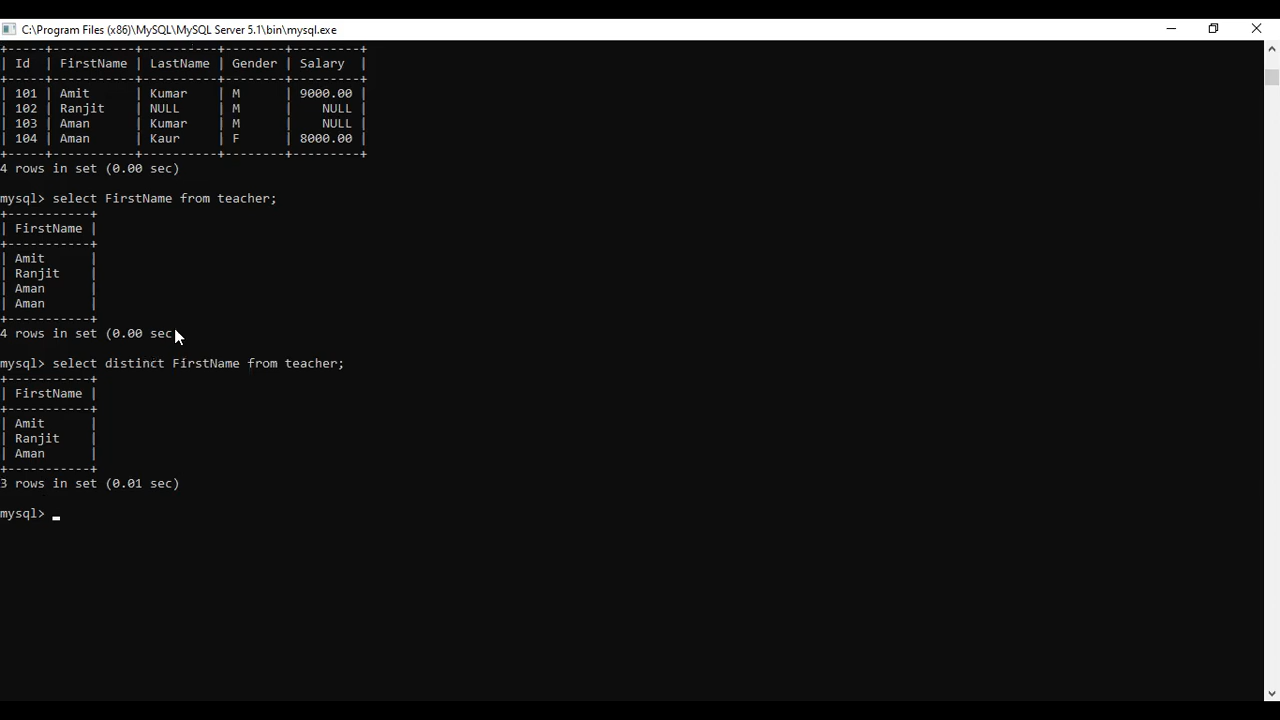 C:\Program Files (x86)\MySQL\MySQL Server 5.1\bin\mysql.exe
+-----+-----------+----------+--------+---------+
| Id  | FirstName | LastName | Gender | Salary  |
+-----+-----------+----------+--------+---------+
| 101 | Amit      | Kumar    | M      | 9000.00 |
| 102 | Ranjit    | NULL     | M      |    NULL |
| 103 | Aman      | Kumar    | M      |    NULL |
| 104 | Aman      | Kaur     | F      | 8000.00 |
+-----+-----------+----------+--------+---------+
4 rows in set (0.00 sec)
mysql> select FirstName from teacher;
+-----------+
| FirstName |
+-----------+
| Amit      |
| Ranjit    |
| Aman      |
| Aman      |
+-----------+
4 rows in set (0.00 sec
mysql> select distinct FirstName from teacher;
+-----------+
| FirstName |
+-----------+
| Amit      |
| Ranjit    |
| Aman      |
+-----------+
3 rows in set (0.01 sec)
mysql> _